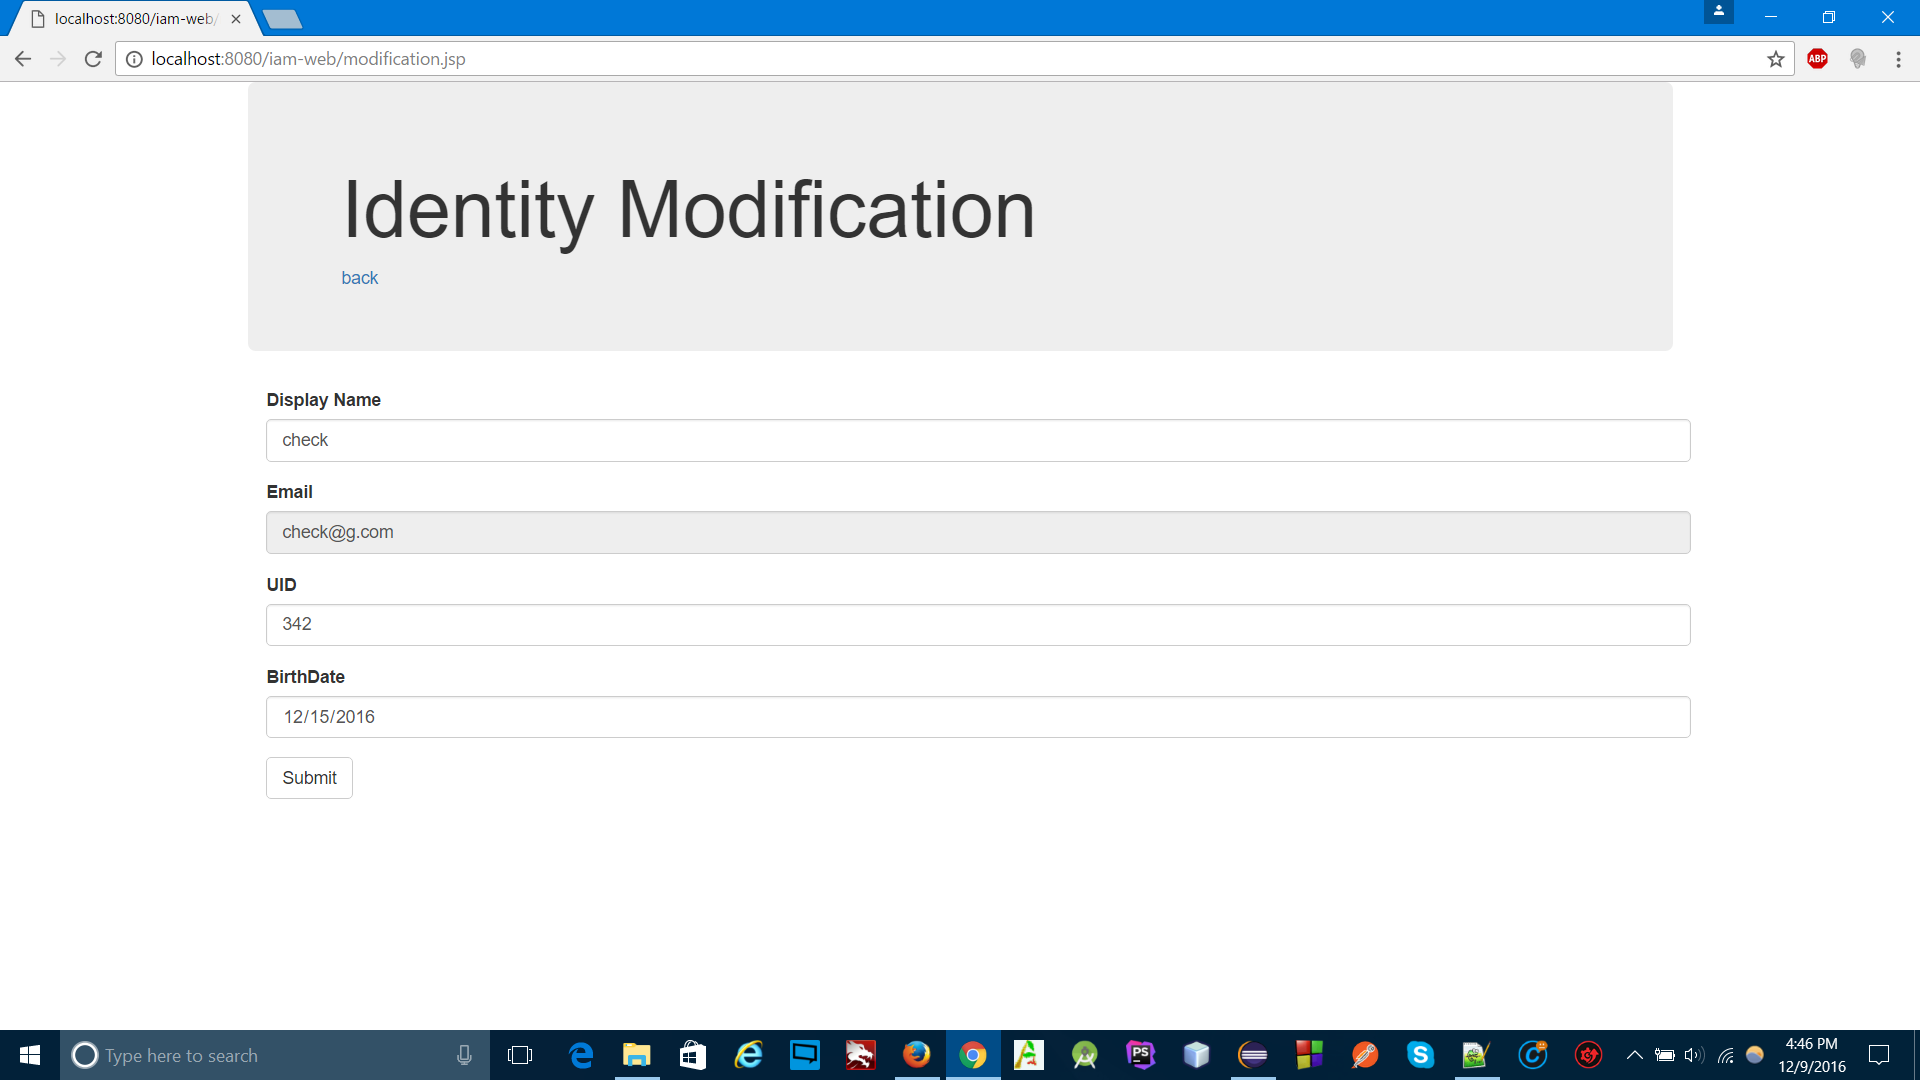 localhost:8080/iam-web/
localhost:8080/iam-web/modification.jsp
ABP
Identity Modification
back
Display Name
check
Email
check@g.com
UID
342
BirthDate
12/15/2016
Submit
Type here to search
PS
4:46 PM
12/9/2016